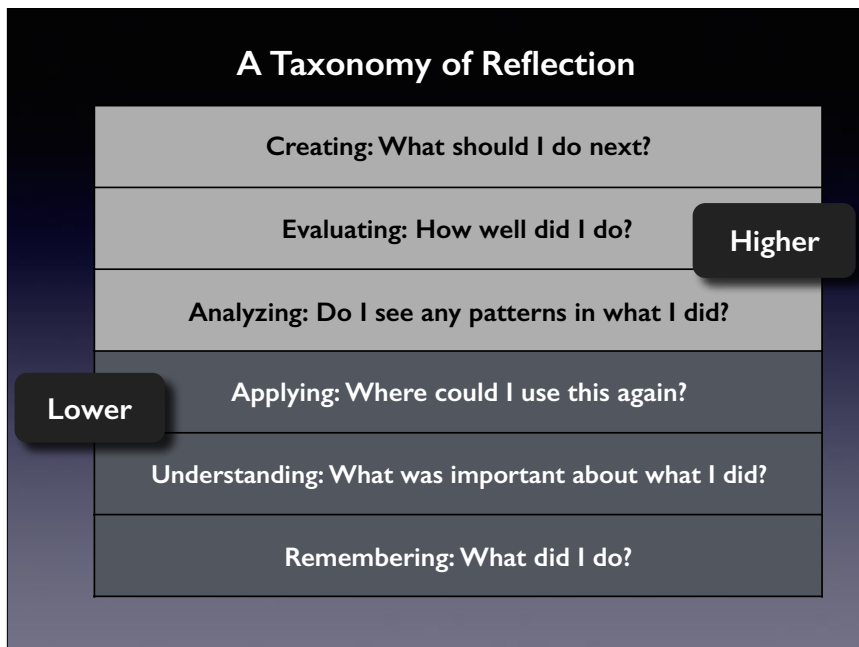 A Taxonomy of Reflection
Creating: What should I do next?
Evaluating: How well did I do?
Higher
Analyzing: Do I see any patterns in what I did?
Applying: Where could I use this again?
Lower
Understanding: What was important about what I did?
Remembering: What did I do?